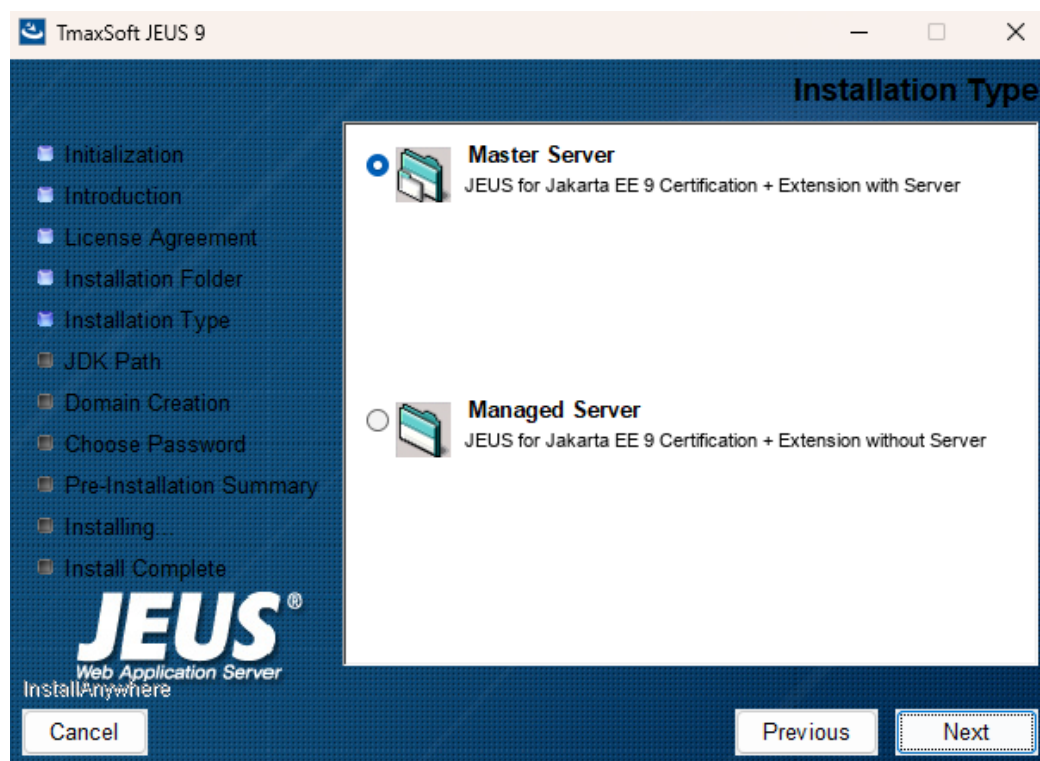 TmaxSoft JEUS 9
Installation Type
Initialization
Introduction
License Agreement
Installation Folder
Installation Type
JDK Path
Domain Creation
Choose Password
Pre-Installation Summary
Installing...
Install Complete
Master Server
JEUS for Jakarta EE 9 Certification + Extension with Server
Managed Server
JEUS for Jakarta EE 9 Certification + Extension without Server
JEUS®
Web Application Server
InstallAnywhere
Cancel
Previous
Next